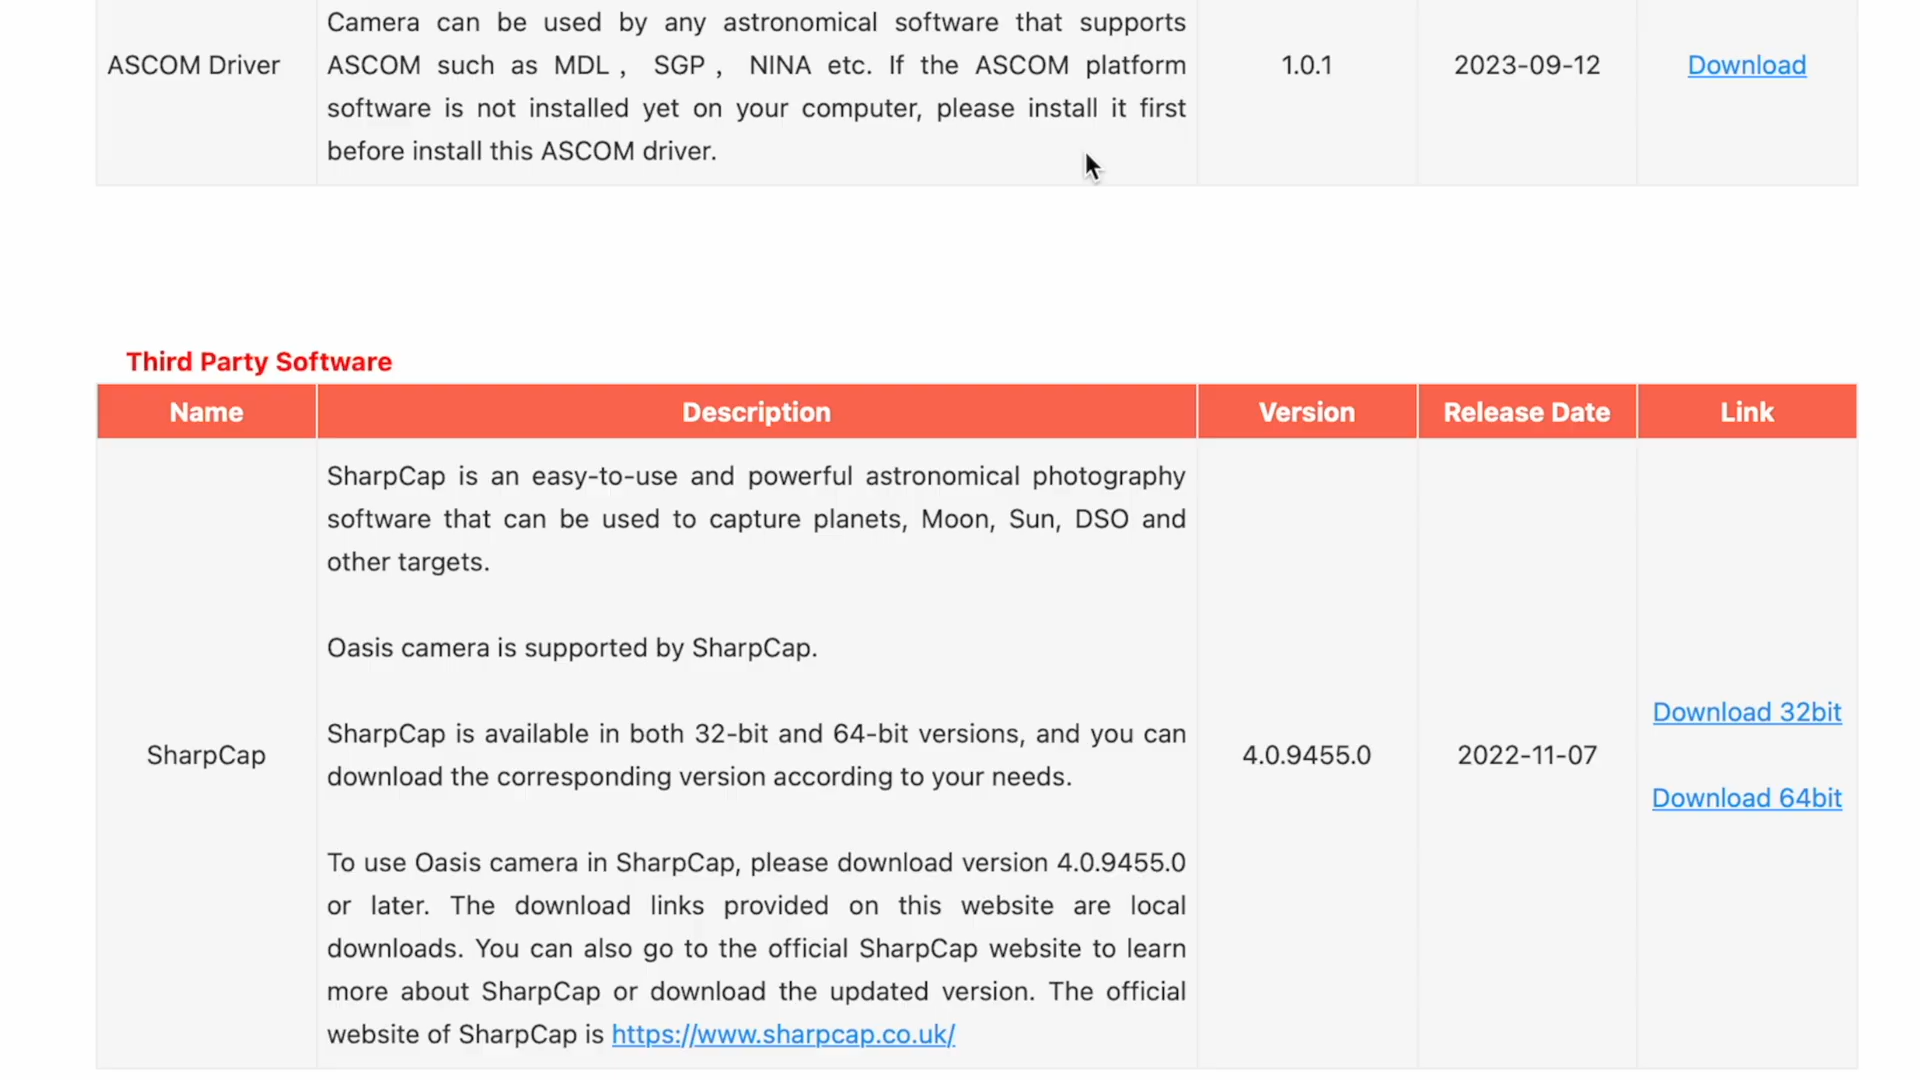 Camera can be used by any astronomical software that supports
ASCOM Driver
ASCOM such as MDL， SGP， NINA etc. If the ASCOM platform
1.0.1
2023-09-12
Download
software is not installed yet on your computer, please install it first
before install this ASCOM driver.
Third Party Software
Name
Description
Version
Release Date
Link
SharpCap is an easy-to-use and powerful astronomical photography
software that can be used to capture planets, Moon, Sun, DSO and
other targets.
Oasis camera is supported by SharpCap.
SharpCap is available in both 32-bit and 64-bit versions, and you can
download the corresponding version according to your needs.
To use Oasis camera in SharpCap, please download version 4.0.9455.0
or later. The download links provided on this website are local
downloads. You can also go to the official SharpCap website to learn
more about SharpCap or download the updated version. The official
website of SharpCap is https://www.sharpcap.co.uk/
SharpCap
4.0.9455.0
2022-11-07
Download 32bit
Download 64bit